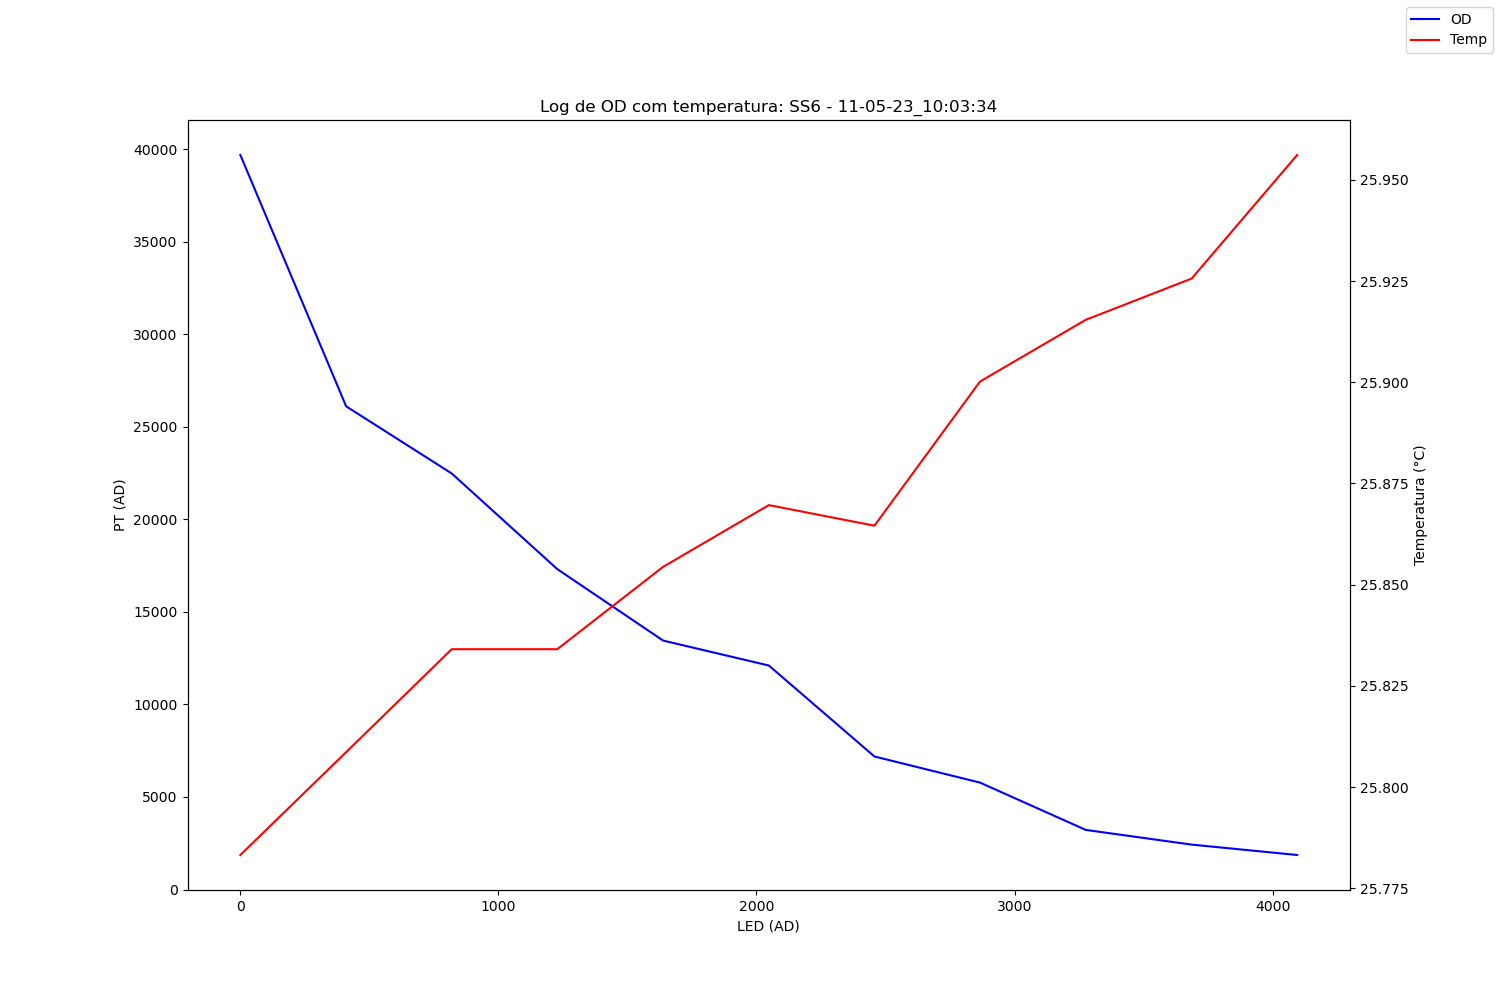 OD
Temp
Log de OD com temperatura: SS6 - 11-05-23_10:03:34
40000
35000
30000
25000
20000
15000
10000
5000
0
PT (AD)
25.950
25.925
25.900
25.875
25.850
25.825
25.800
25.775
Temperatura (°C)
0 1000 2000 3000 4000
LED (AD)